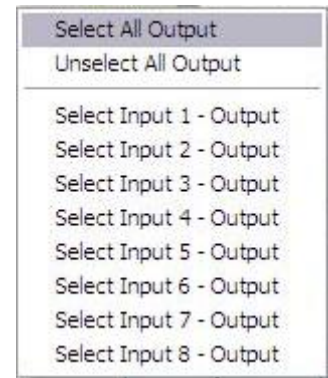 Select All Output
Unselect All Output
Select Input 1 - Output
Select Input 2 - Output
Select Input 3 - Output
Select Input 4 - Output
Select Input 5 - Output
Select Input 6 - Output
Select Input 7 - Output
Select Input 8 - Output